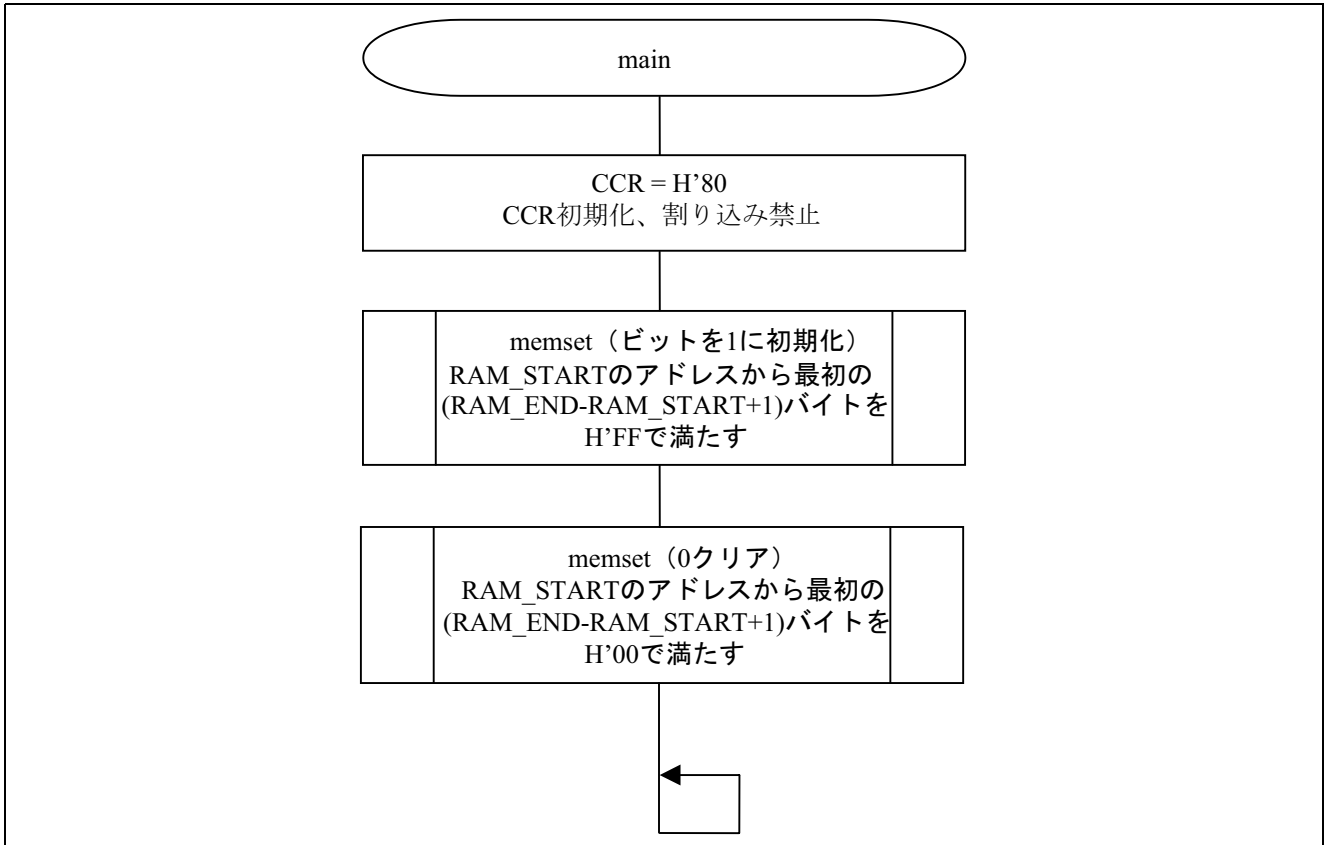 main
CCR = H’80
CCR初期化、割り込み禁止
memset（ビットを1に初期化）
RAM_STARTのアドレスから最初の
(RAM_END-RAM_START+1)バイトを
H’FFで満たす
memset（0クリア）
RAM_STARTのアドレスから最初の
(RAM_END-RAM_START+1)バイトを
H’00で満たす